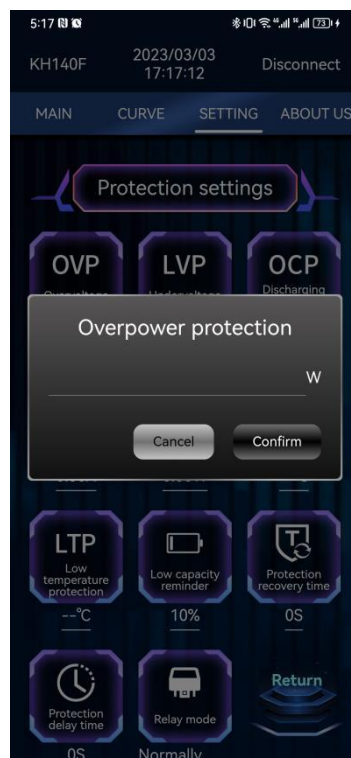 5:17
73
KH140F
2023/03/03
17:17:12
Disconnect
MAIN CURVE SETTING ABOUT US
Protection settings
OVP
LVP
OCP
Discharging
Overpower protection
W
Cancel
Confirm
LTP
Low
temperature
protection
--°C
Low capacity
reminder
10%
Protection
recovery time
0S
Protection
delay time
0S
Relay mode
Normally
Return